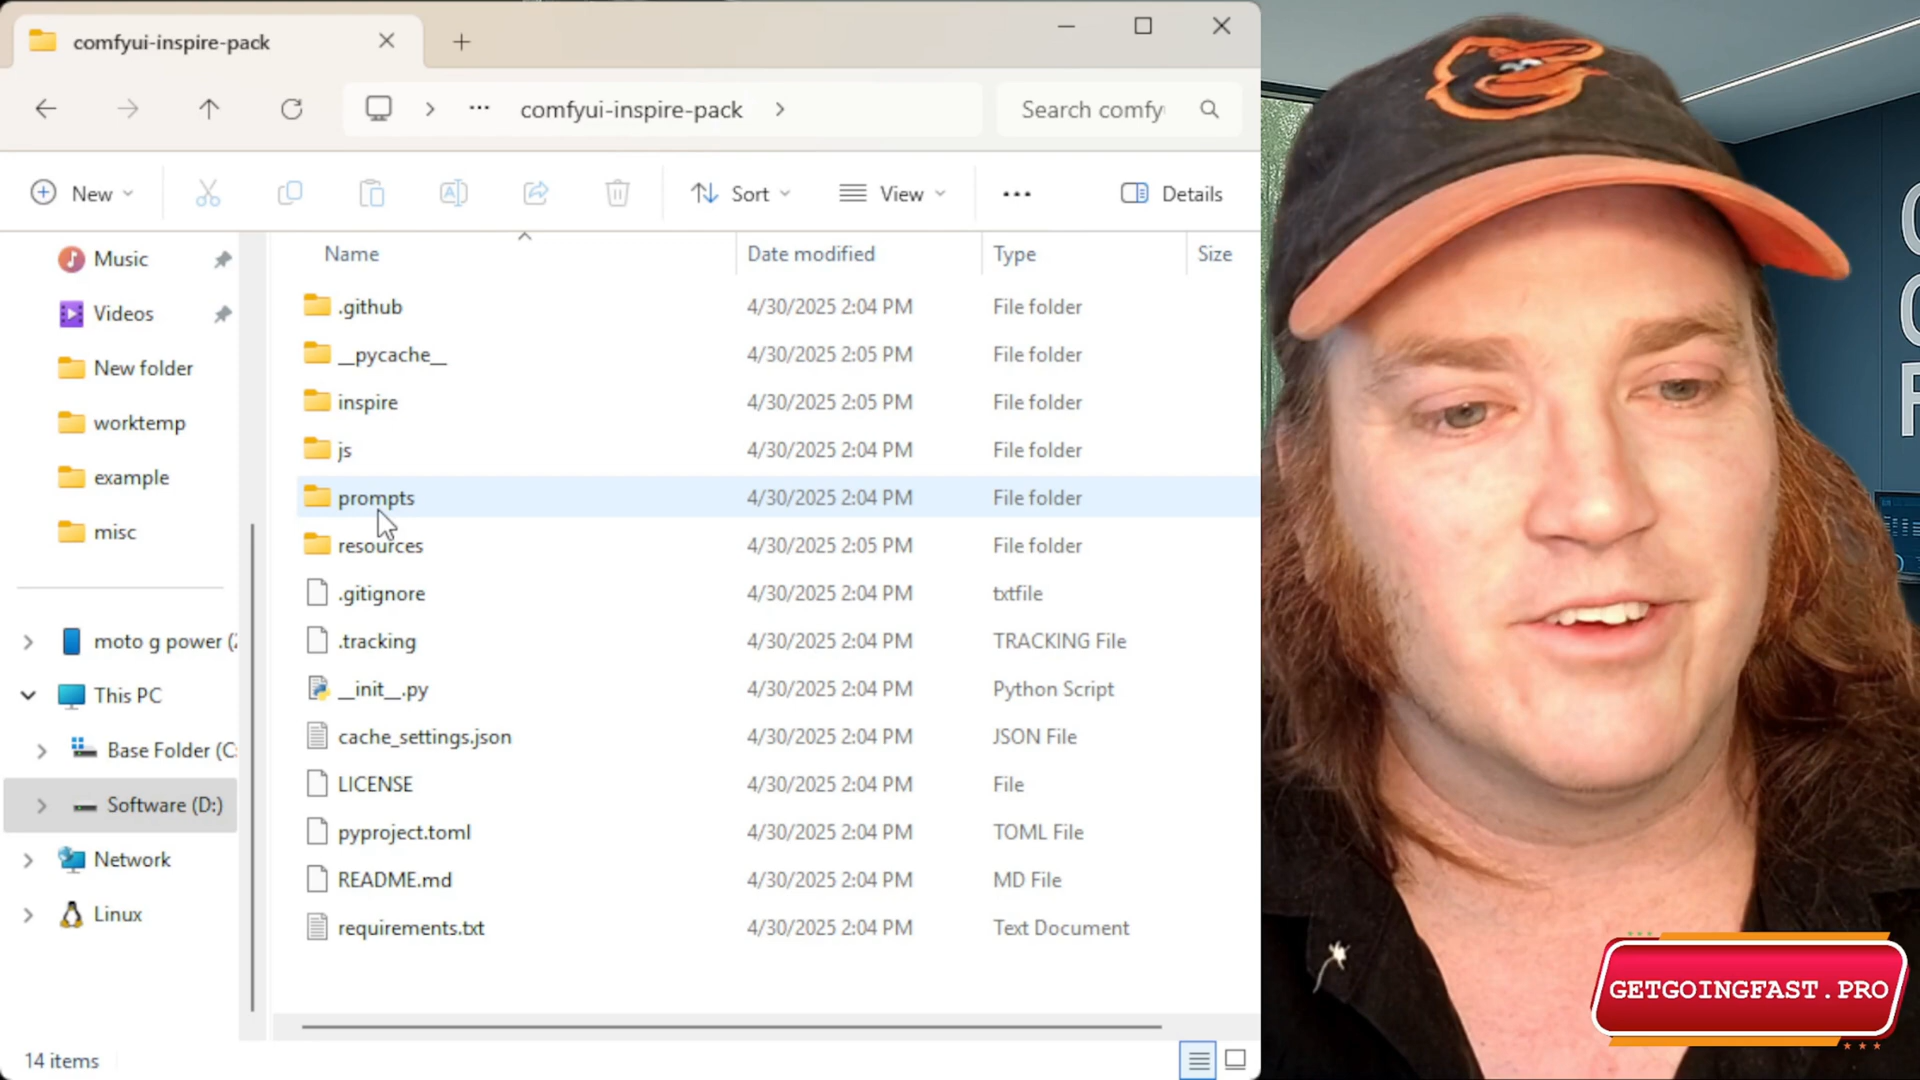 comfyui-inspire-pack
comfyui-inspire-pack
Search comfy
New
Sort
View
Details
Name
Date modified
Type
Size
Music
Videos
New folder
worktemp
example
misc
moto g power (
This PC
Base Folder (C:
Software (D:)
Network
Linux
.github 4/30/2025 2:04 PM File folder
__pycache__ 4/30/2025 2:05 PM File folder
inspire 4/30/2025 2:05 PM File folder
js 4/30/2025 2:04 PM File folder
prompts 4/30/2025 2:04 PM File folder
resources 4/30/2025 2:05 PM File folder
.gitignore 4/30/2025 2:04 PM txtfile
.tracking 4/30/2025 2:04 PM TRACKING File
__init__.py 4/30/2025 2:04 PM Python Script
cache_settings.json 4/30/2025 2:04 PM JSON File
LICENSE 4/30/2025 2:04 PM File
pyproject.toml 4/30/2025 2:04 PM TOML File
README.md 4/30/2025 2:04 PM MD File
requirements.txt 4/30/2025 2:04 PM Text Document
14 items
GETGOINGFAST.PRO